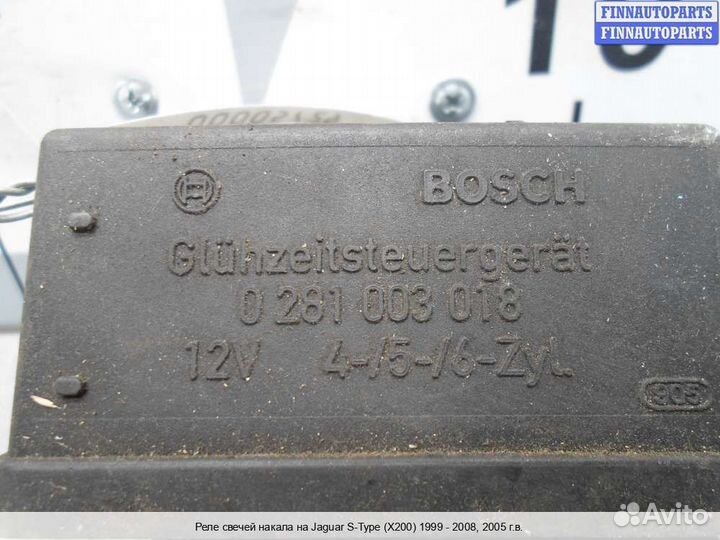 FINNAUTOPARTS
FINNAUTOPARTS
BOSCH
Glühzeitsteuergerät
0 281 003 018
12V 4-/5-/6-Zyl.
905
Реле свечей накала на Jaguar S-Type (X200) 1999 - 2008, 2005 г.в.
Avito